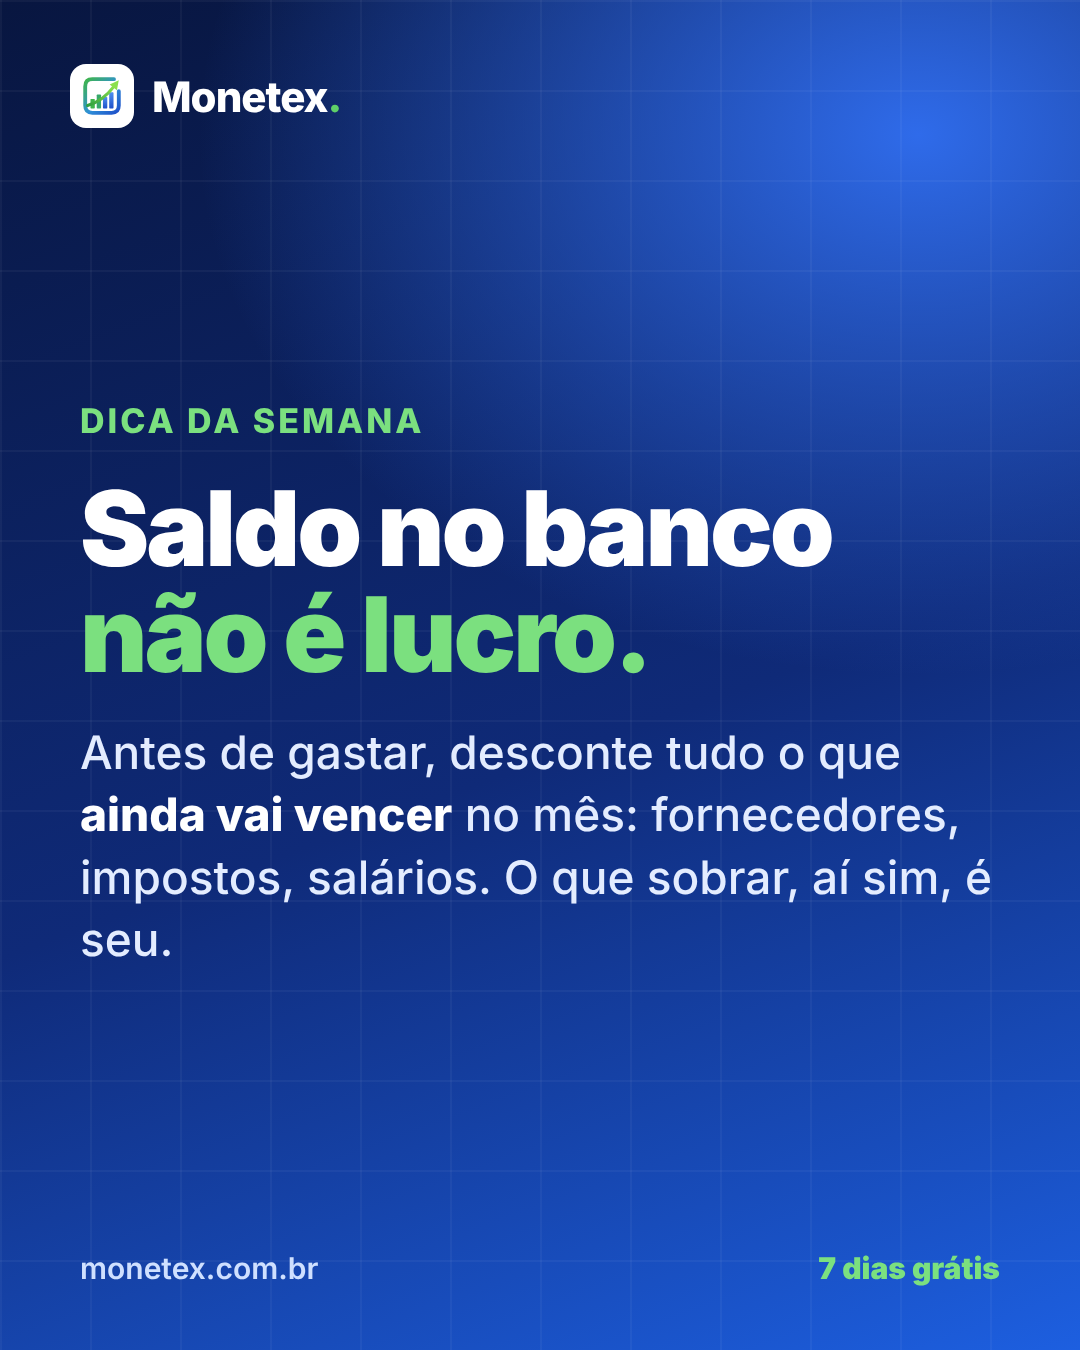 Monetex.
DICA DA SEMANA
Saldo no banco
não é lucro.
Antes de gastar, desconte tudo o que
ainda vai vencer no mês: fornecedores,
impostos, salários. O que sobrar, aí sim, é
seu.
monetex.com.br
7 dias grátis